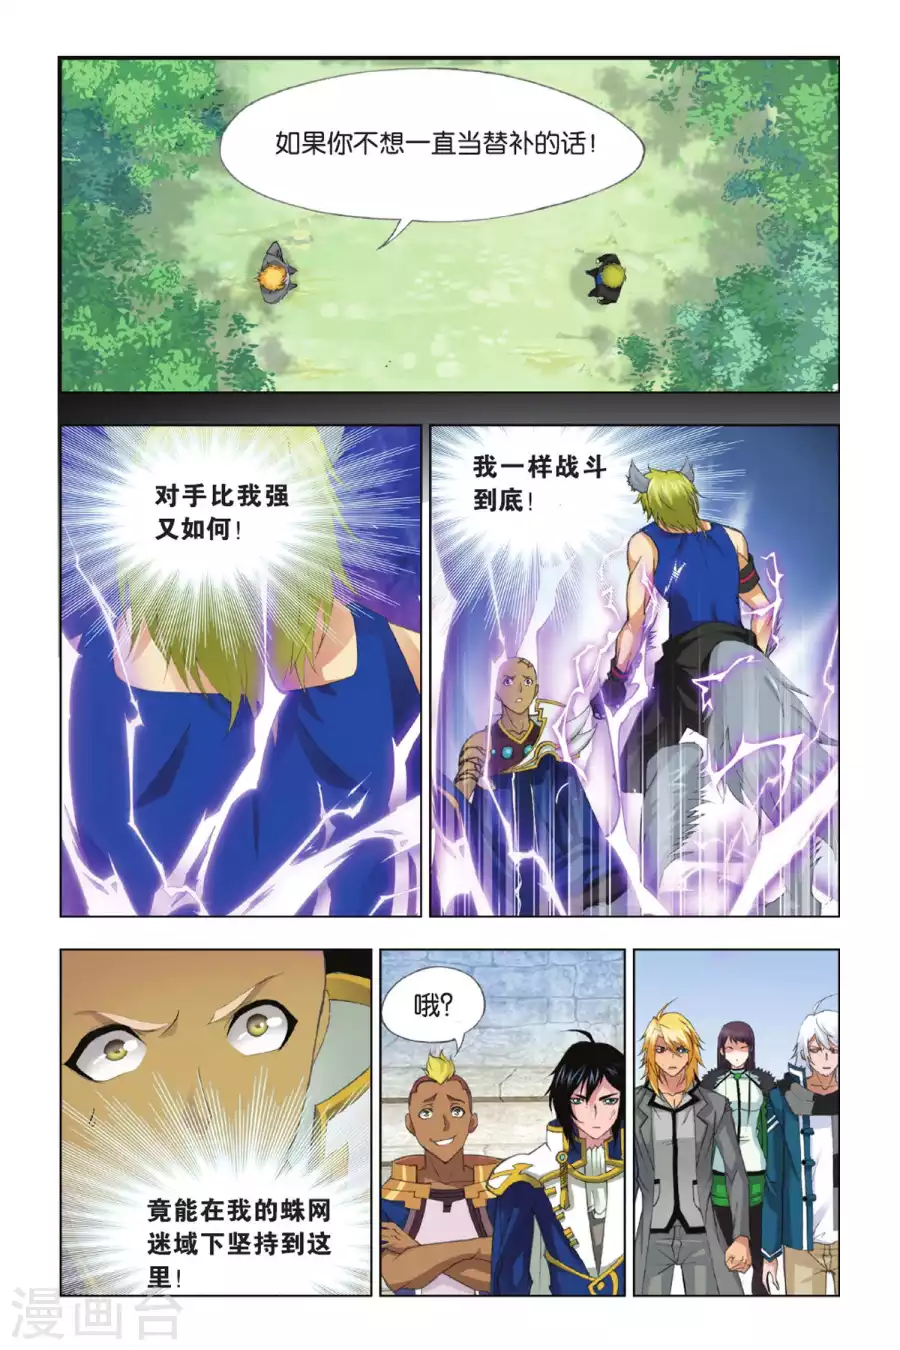 如果你不想一直当替补的话！
对手比我强
又如何！
我一样战斗
到底！
竟能在我的蛛网
迷域下坚持到这
里！
哦？
漫画台